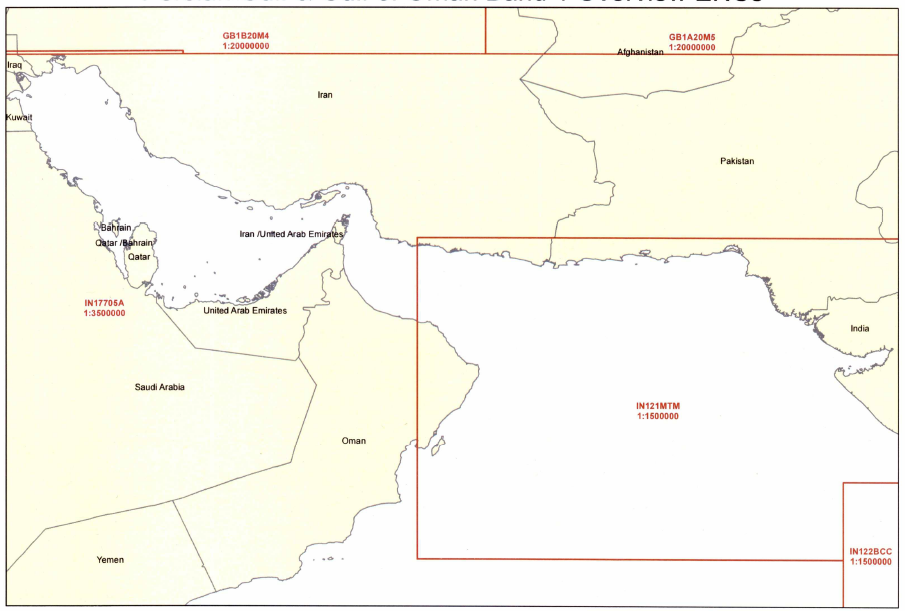 GB1B20M4
1:20000000
GB1A20M5
1:20000000
Afghanistan
Iraq
Iran
Kuwait
Pakistan
Bahrain
Iran /United Arab Emirates
Qatar /Bahrain
Qatar
IN17705A
1:3500000
United Arab Emirates
India
Saudi Arabia
IN121MTM
1:1500000
Oman
Yemen
IN122BCC
1:1500000